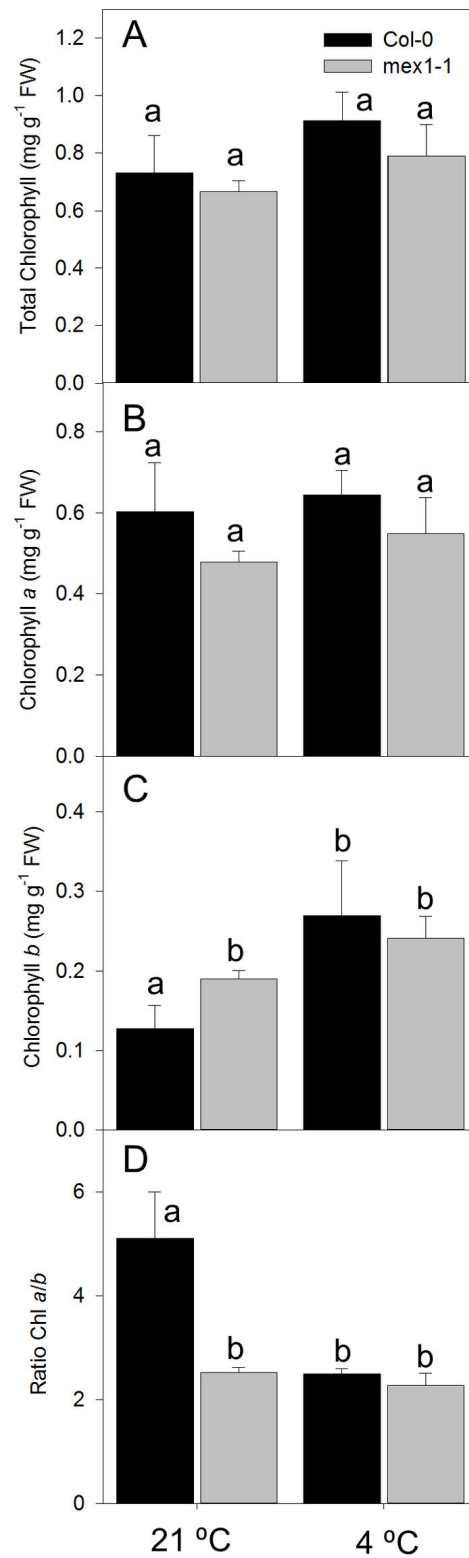 A
Col-0
mex1-1
Total Chlorophyll (mg g⁻¹ FW)
1.2
1.0
0.8
0.6
0.4
0.2
0.0
a
a
a
a
B
Chlorophyll a (mg g⁻¹ FW)
0.8
0.6
0.4
0.2
0.0
a
a
a
a
C
Chlorophyll b (mg g⁻¹ FW)
0.4
0.3
0.2
0.1
0.0
a
b
b
b
D
Ratio Chl a/b
6
4
2
0
a
b
b
b
21 ºC
4 ºC